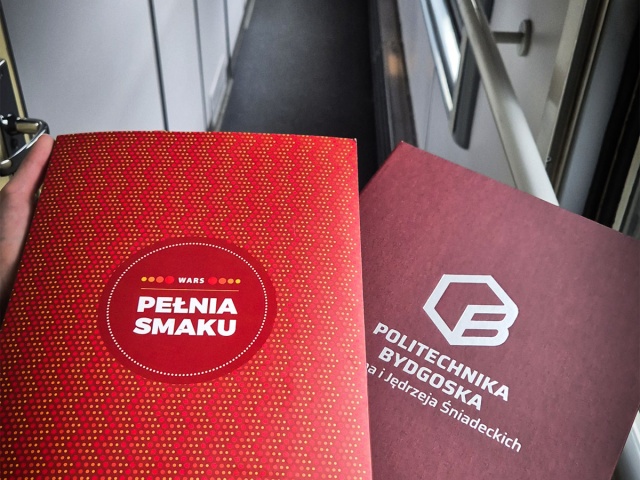 WARS
PEŁNIA
SMAKU
POLITECHNIKA
BYDGOSKA
i Jędrzeja Śniadeckich